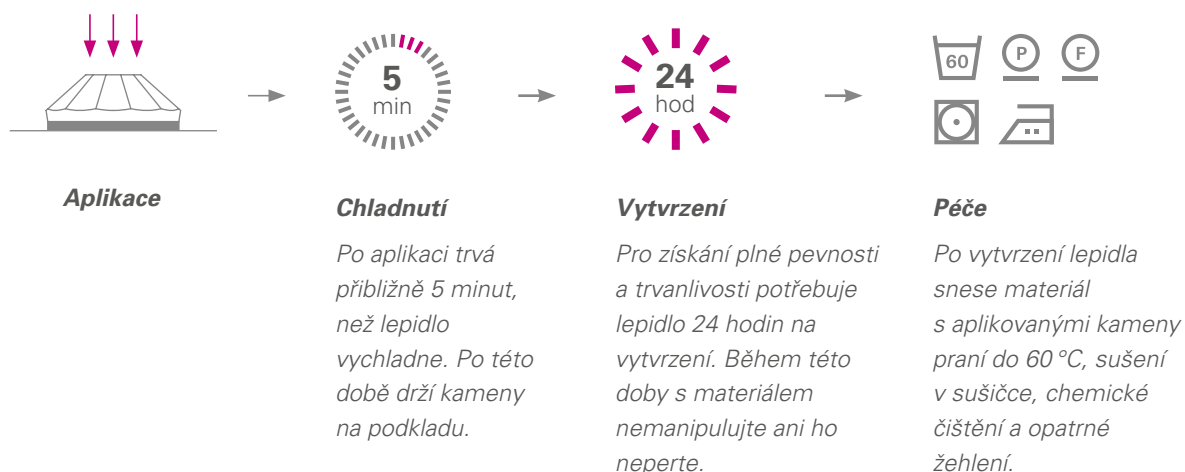 5
min
24
hod
60
P
F
Aplikace
Chladnutí
Po aplikaci trvá
přibližně 5 minut,
než lepidlo
vychladne. Po této
době drží kameny
na podkladu.
Vytvrzení
Pro získání plné pevnosti
a trvanlivosti potřebuje
lepidlo 24 hodin na
vytvrzení. Během této
doby s materiálem
nemanipulujte ani ho
neperte.
Péče
Po vytvrzení lepidla
snese materiál
s aplikovanými kameny
praní do 60 °C, sušení
v sušičce, chemické
čištění a opatrné
žehlení.